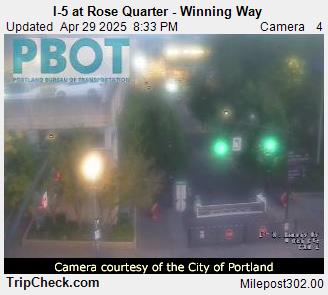 I-5 at Rose Quarter - Winning Way
Updated Apr 29 2025 8:33 PM Camera 4
PBOT
PORTLAND BUREAU OF TRANSPORTATION
Camera courtesy of the City of Portland
TripCheck.com Milepost302.00